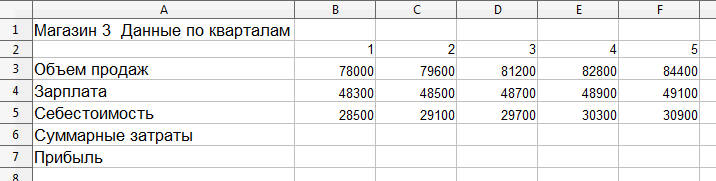 A B C D E F
1 Магазин 3 Данные по кварталам
2 1 2 3 4 5
3 Объем продаж 78000 79600 81200 82800 84400
4 Зарплата 48300 48500 48700 48900 49100
5 Себестоимость 28500 29100 29700 30300 30900
6 Суммарные затраты
7 Прибыль
8